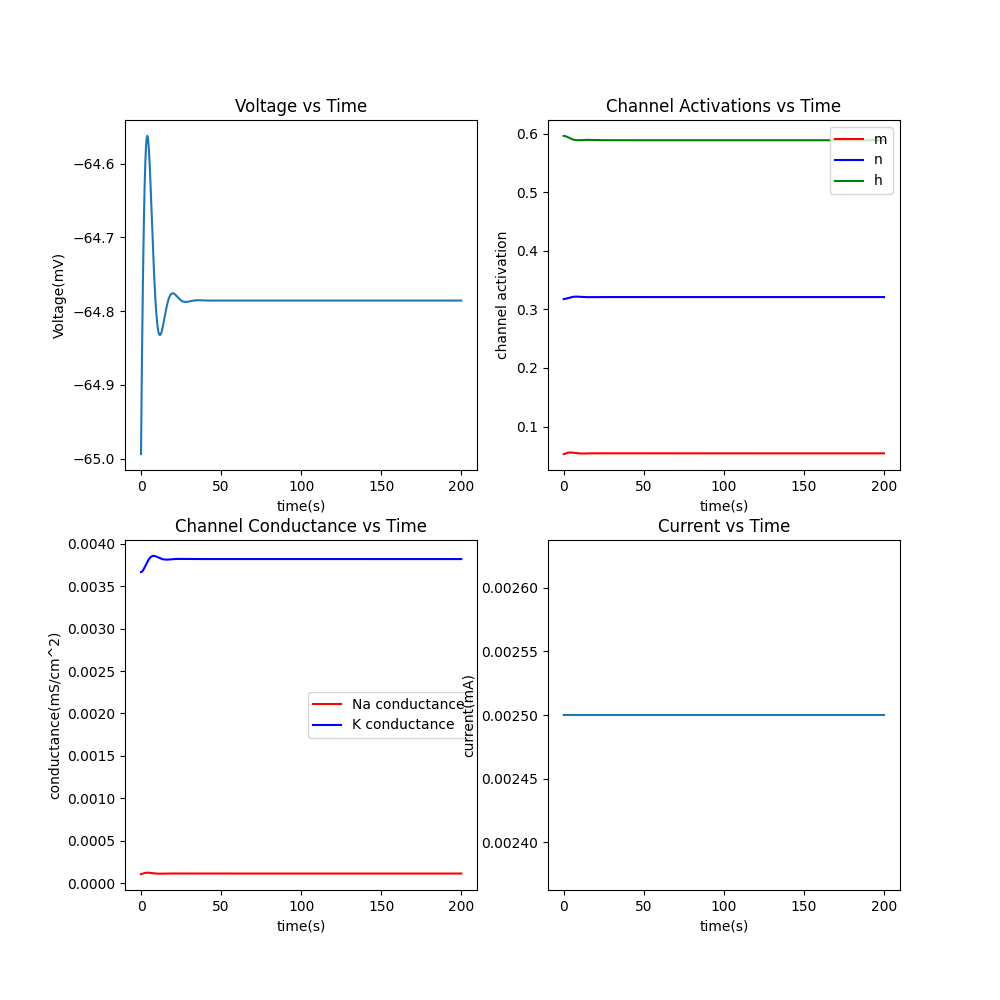 Voltage vs Time
Voltage(mV)
−64.6
−64.7
−64.8
−64.9
−65.0
0 50 100 150 200
time(s)
Channel Activations vs Time
channel activation
0.6
0.5
0.4
0.3
0.2
0.1
m
n
h
0 50 100 150 200
time(s)
Channel Conductance vs Time
conductance(mS/cm^2)
0.0040
0.0035
0.0030
0.0025
0.0020
0.0015
0.0010
0.0005
0.0000
Na conductance
K conductance
0 50 100 150 200
time(s)
Current vs Time
current(mA)
0.00260
0.00255
0.00250
0.00245
0.00240
0 50 100 150 200
time(s)